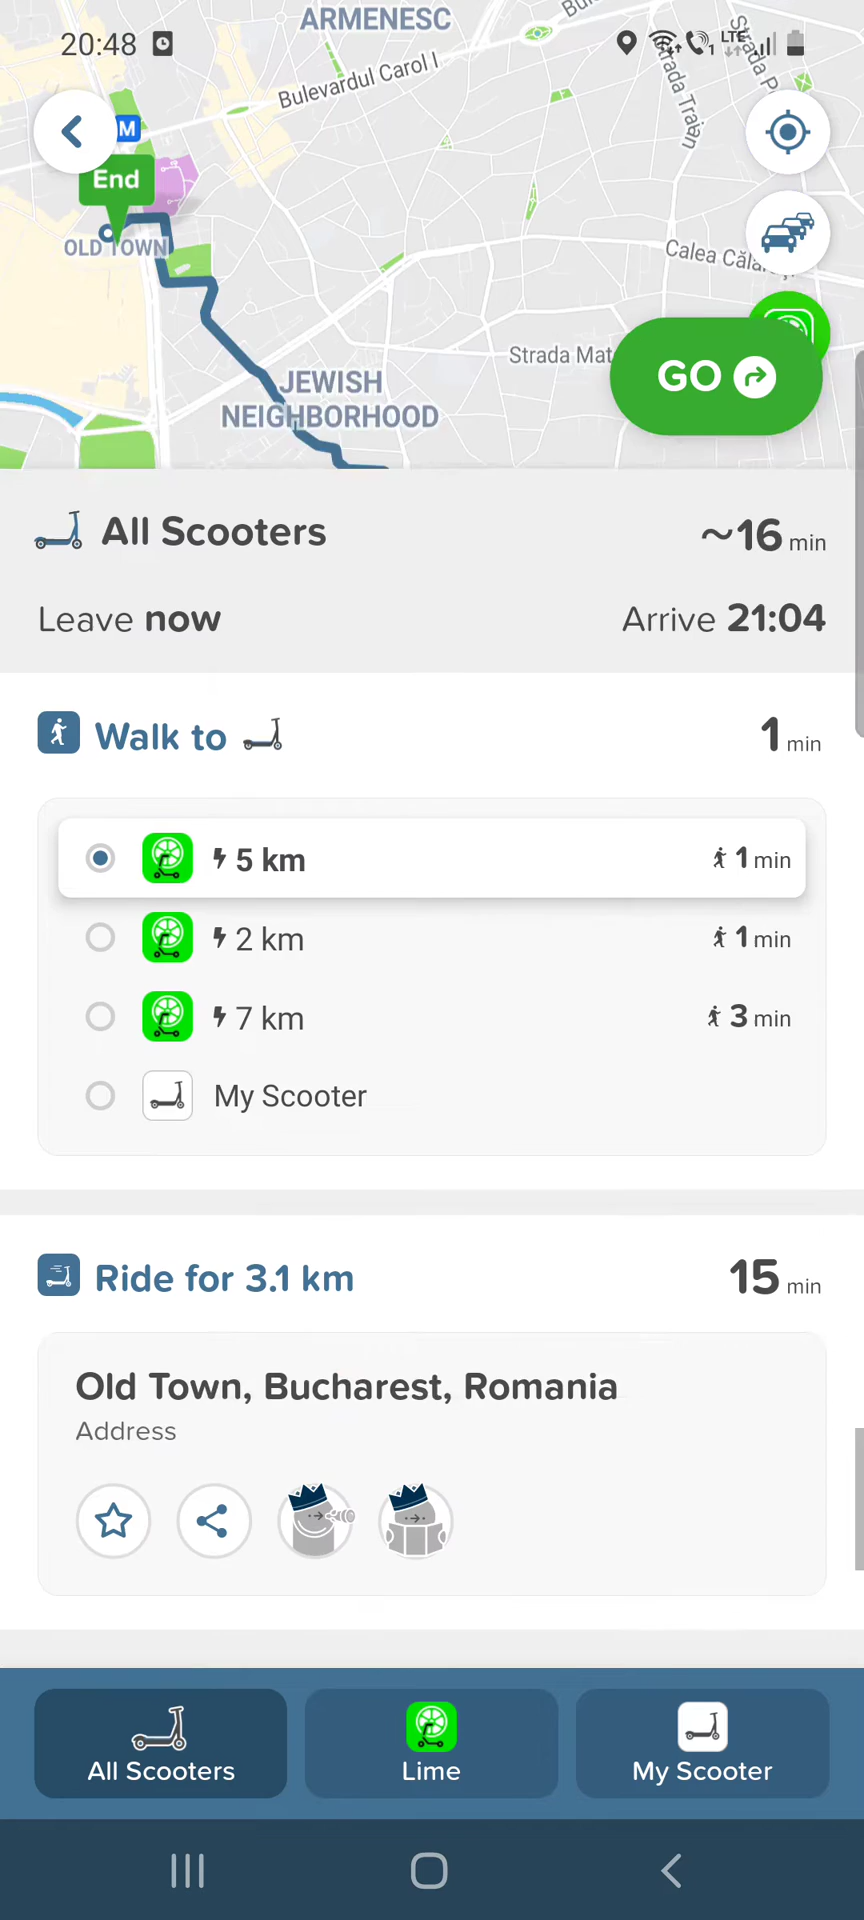 ARMENESC
20:48
LTE
1
Bulevardul Carol I
Strada Traian
M
End
OLD TOWN
Strada Mat
GO
JEWISH
NEIGHBORHOOD
All Scooters
~16 min
Leave now
Arrive 21:04
Walk to
1 min
5 km
1 min
2 km
1 min
7 km
3 min
My Scooter
Ride for 3.1 km
15 min
Old Town, Bucharest, Romania
Address
All Scooters
Lime
My Scooter